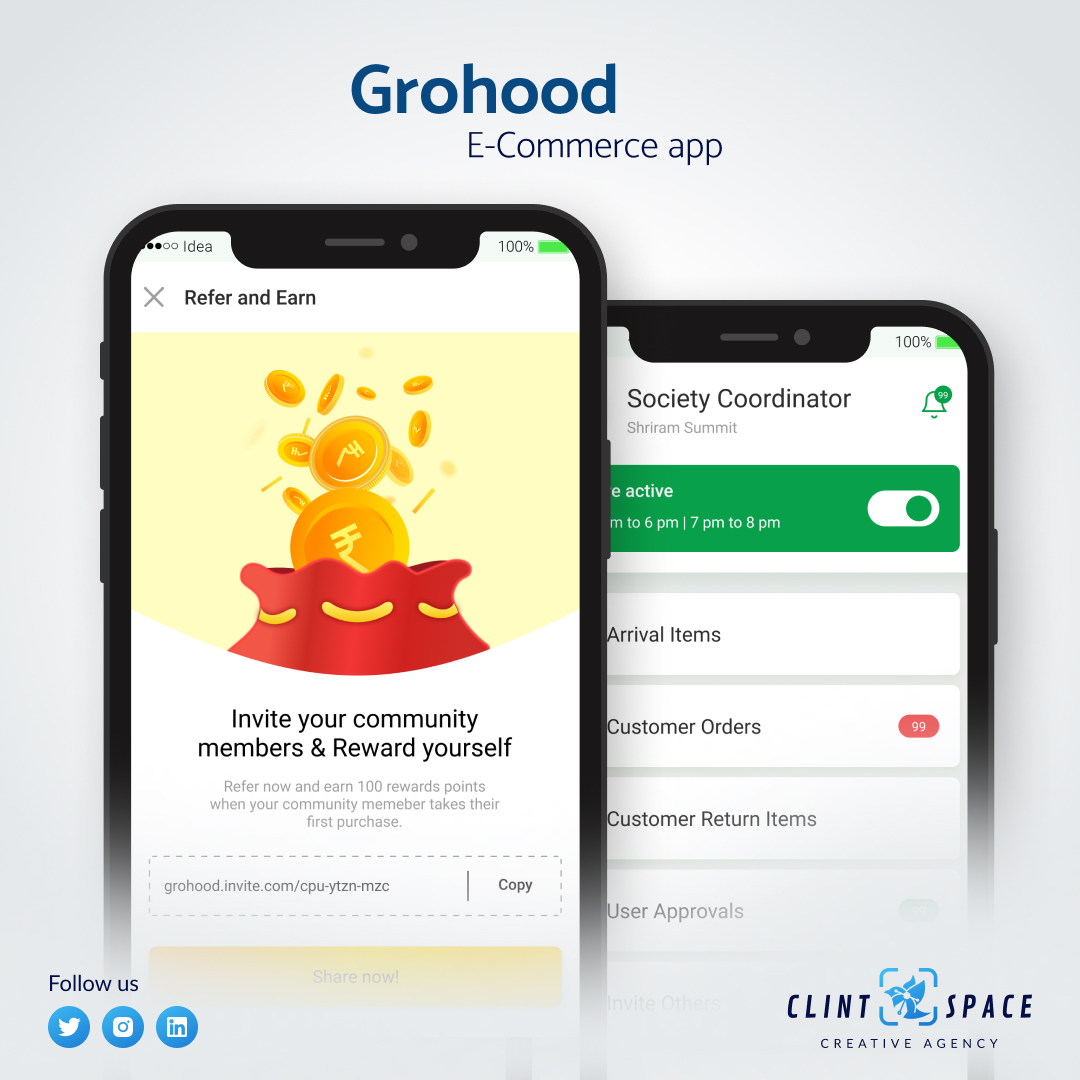 Grohood
E-Commerce app
Idea
100%
Refer and Earn
₹
₹
Invite your community
members & Reward yourself
Refer now and earn 100 rewards points
when your community memeber takes their
first purchase.
grohood.invite.com/cpu-ytzn-mzc
Copy
Share now!
100%
Society Coordinator
99
Shriram Summit
e active
m to 6 pm | 7 pm to 8 pm
Arrival Items
Customer Orders
99
Customer Return Items
User Approvals
Invite Others
Follow us
CLINT SPACE
CREATIVE AGENCY